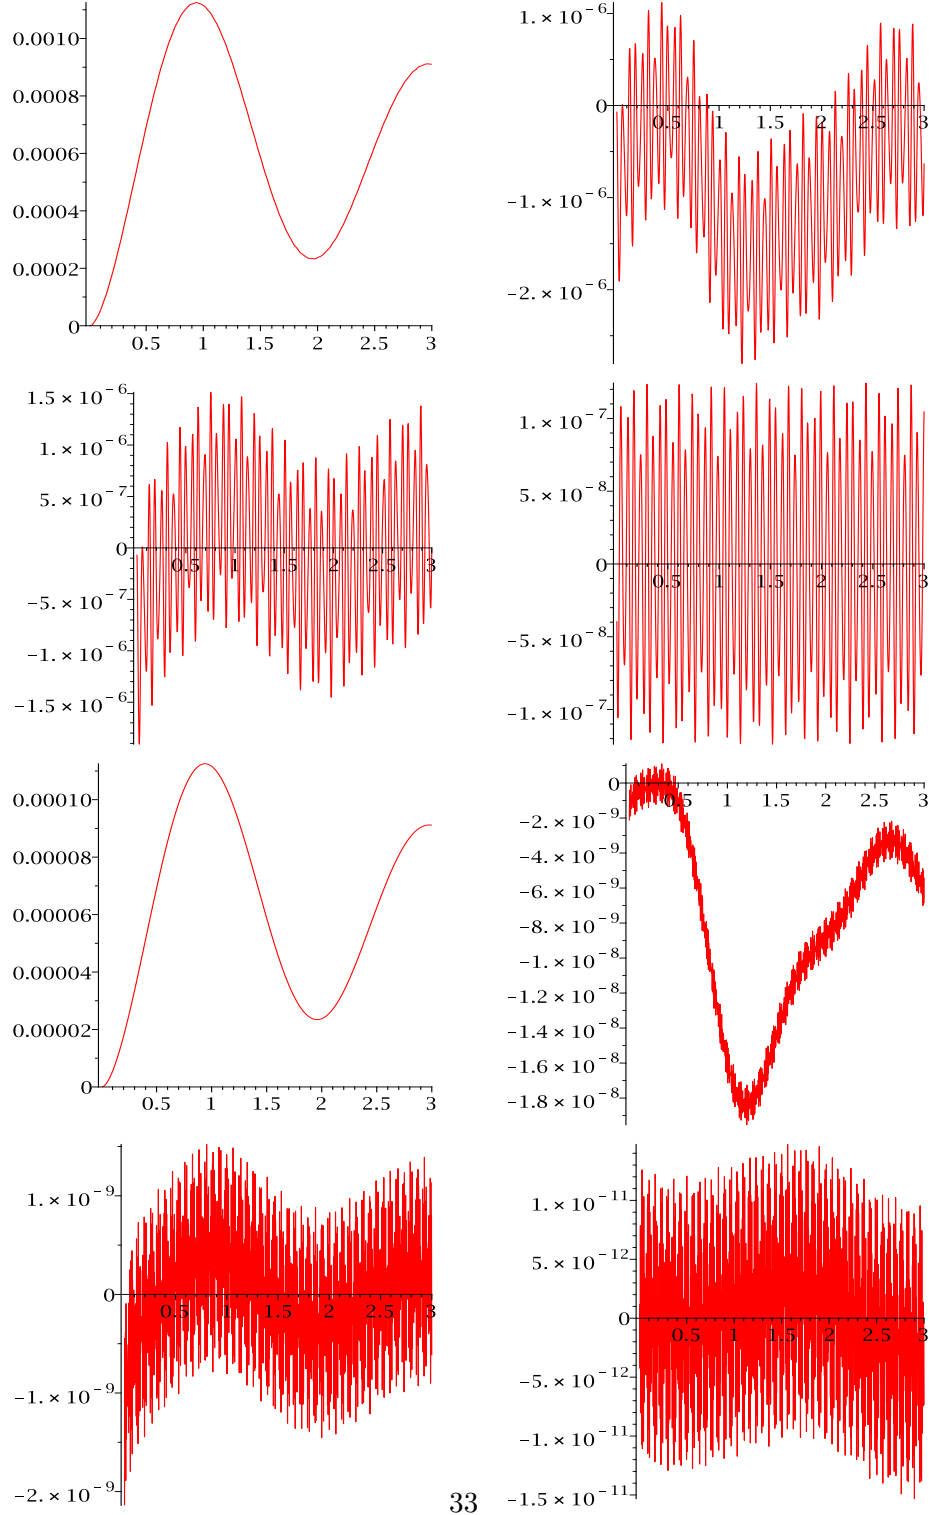 0.0010
0.0008
0.0006
0.0004
0.0002
0
0.5 1 1.5 2 2.5 3
1. × 10⁻⁶
0
-1. × 10⁻⁶
-2. × 10⁻⁶
0.5 1 1.5 2 2.5 3
1.5 × 10⁻⁶
1. × 10⁻⁶
5. × 10⁻⁷
0
-5. × 10⁻⁷
-1. × 10⁻⁶
-1.5 × 10⁻⁶
0.5 1 1.5 2 2.5 3
1. × 10⁻⁷
5. × 10⁻⁸
0
-5. × 10⁻⁸
-1. × 10⁻⁷
0.5 1 1.5 2 2.5 3
0.00010
0.00008
0.00006
0.00004
0.00002
0
0.5 1 1.5 2 2.5 3
0
-2. × 10⁻⁹
-4. × 10⁻⁹
-6. × 10⁻⁹
-8. × 10⁻⁹
-1. × 10⁻⁸
-1.2 × 10⁻⁸
-1.4 × 10⁻⁸
-1.6 × 10⁻⁸
-1.8 × 10⁻⁸
0.5 1 1.5 2 2.5 3
1. × 10⁻⁹
0
-1. × 10⁻⁹
-2. × 10⁻⁹
0.5 1 1.5 2 2.5 3
1. × 10⁻¹¹
5. × 10⁻¹²
0
-5. × 10⁻¹²
-1. × 10⁻¹¹
-1.5 × 10⁻¹¹
0.5 1 1.5 2 2.5 3
33